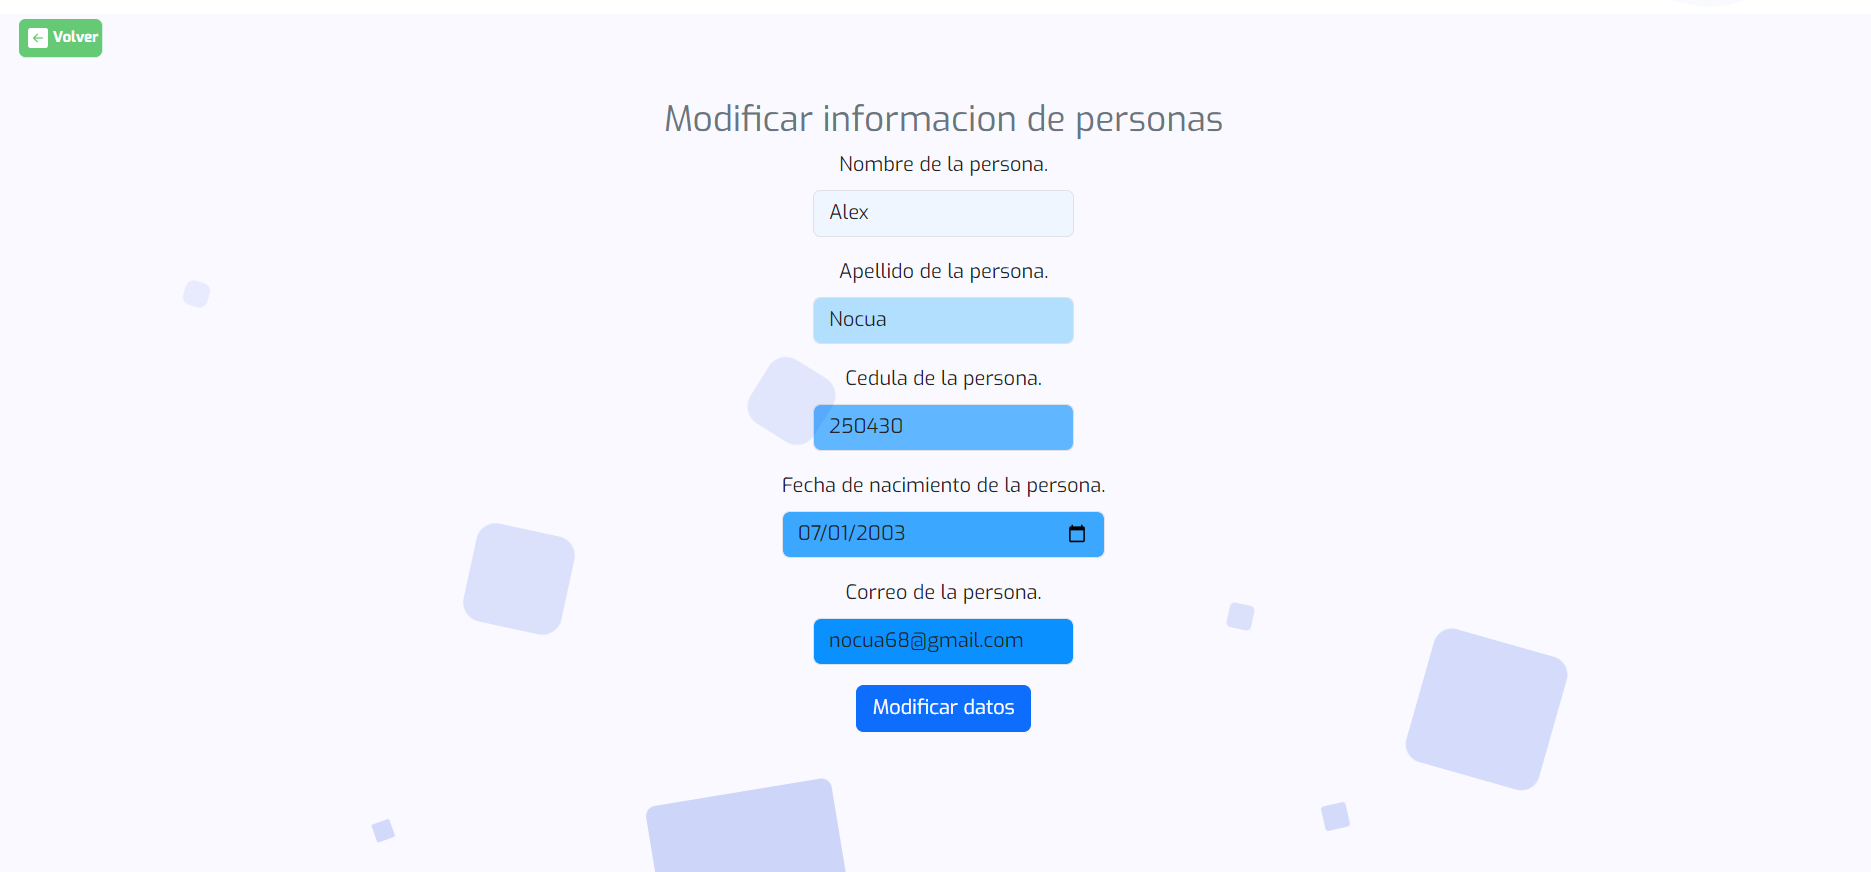 Volver
Modificar informacion de personas
Nombre de la persona.
Alex
Apellido de la persona.
Nocua
Cedula de la persona.
250430
Fecha de nacimiento de la persona.
07/01/2003
Correo de la persona.
nocua68@gmail.com
Modificar datos